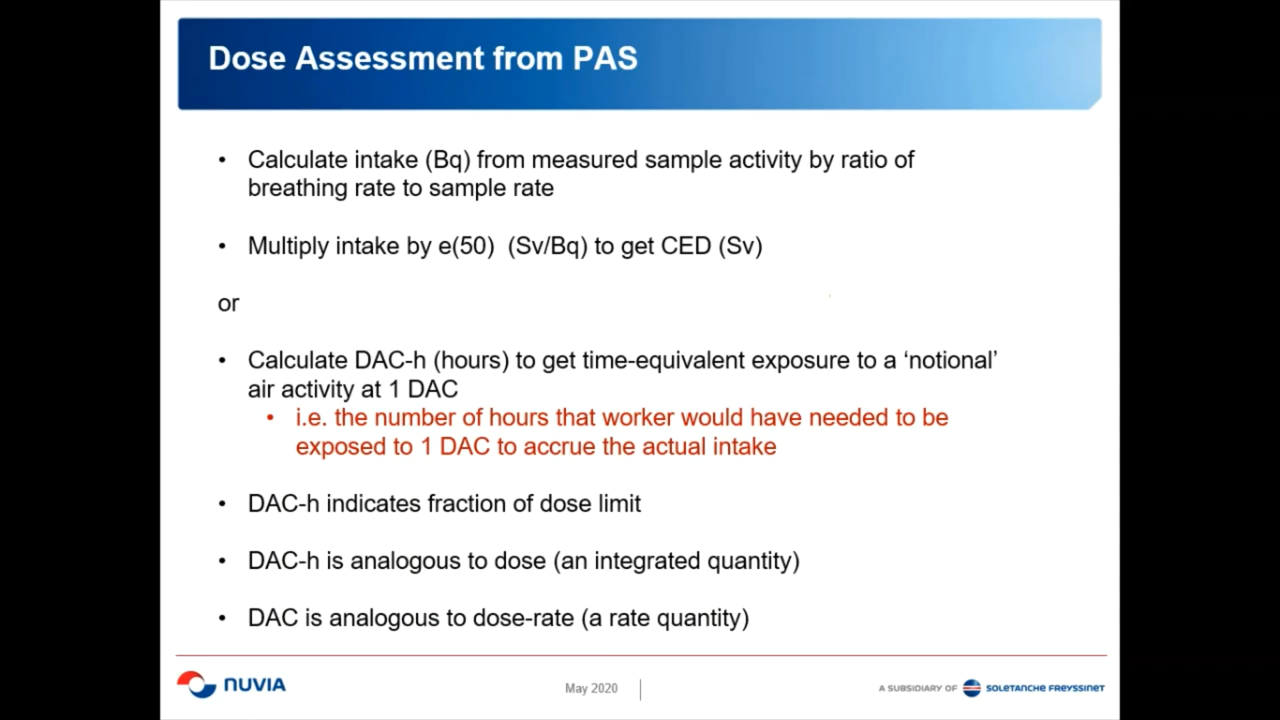 Dose Assessment from PAS
• Calculate intake (Bq) from measured sample activity by ratio of
breathing rate to sample rate
• Multiply intake by e(50) (Sv/Bq) to get CED (Sv)
or
• Calculate DAC-h (hours) to get time-equivalent exposure to a ‘notional’
air activity at 1 DAC
• i.e. the number of hours that worker would have needed to be
exposed to 1 DAC to accrue the actual intake
• DAC-h indicates fraction of dose limit
• DAC-h is analogous to dose (an integrated quantity)
• DAC is analogous to dose-rate (a rate quantity)
NUVIA
May 2020
A SUBSIDIARY OF SOLETANCHE FREYSSINET